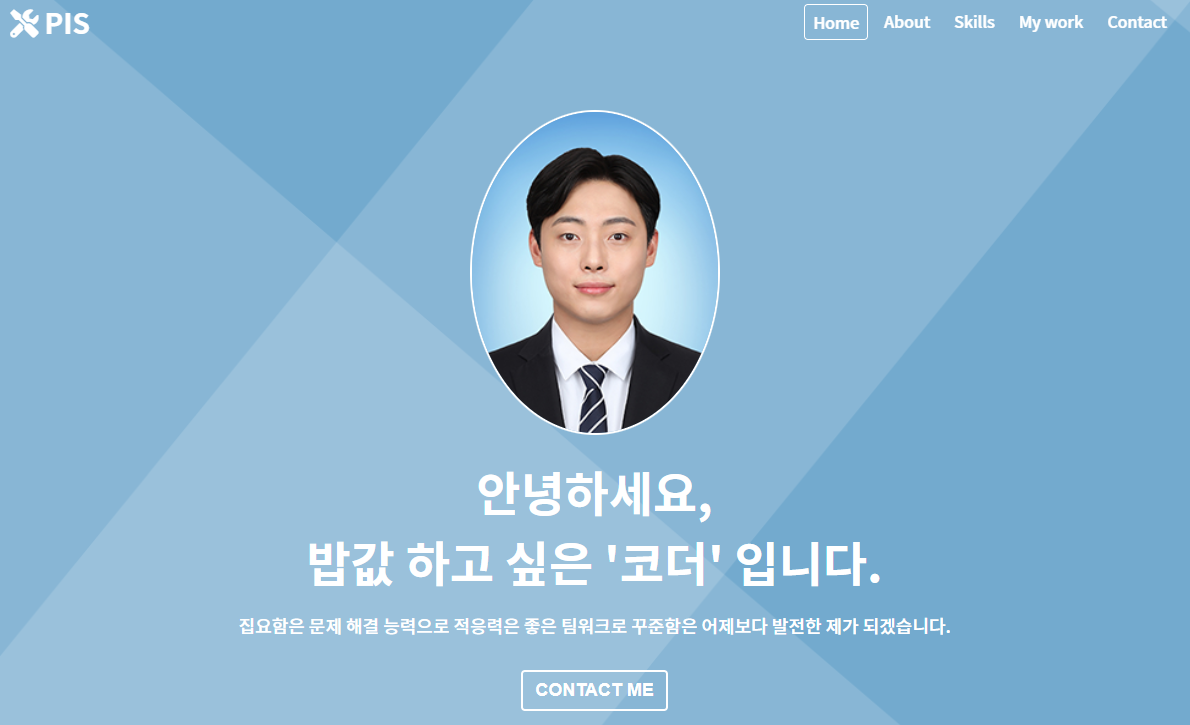 PIS
Home About Skills My work Contact
안녕하세요,
밥값 하고 싶은 '코더' 입니다.
집요함은 문제 해결 능력으로 적응력은 좋은 팀워크로 꾸준함은 어제보다 발전한 제가 되겠습니다.
CONTACT ME